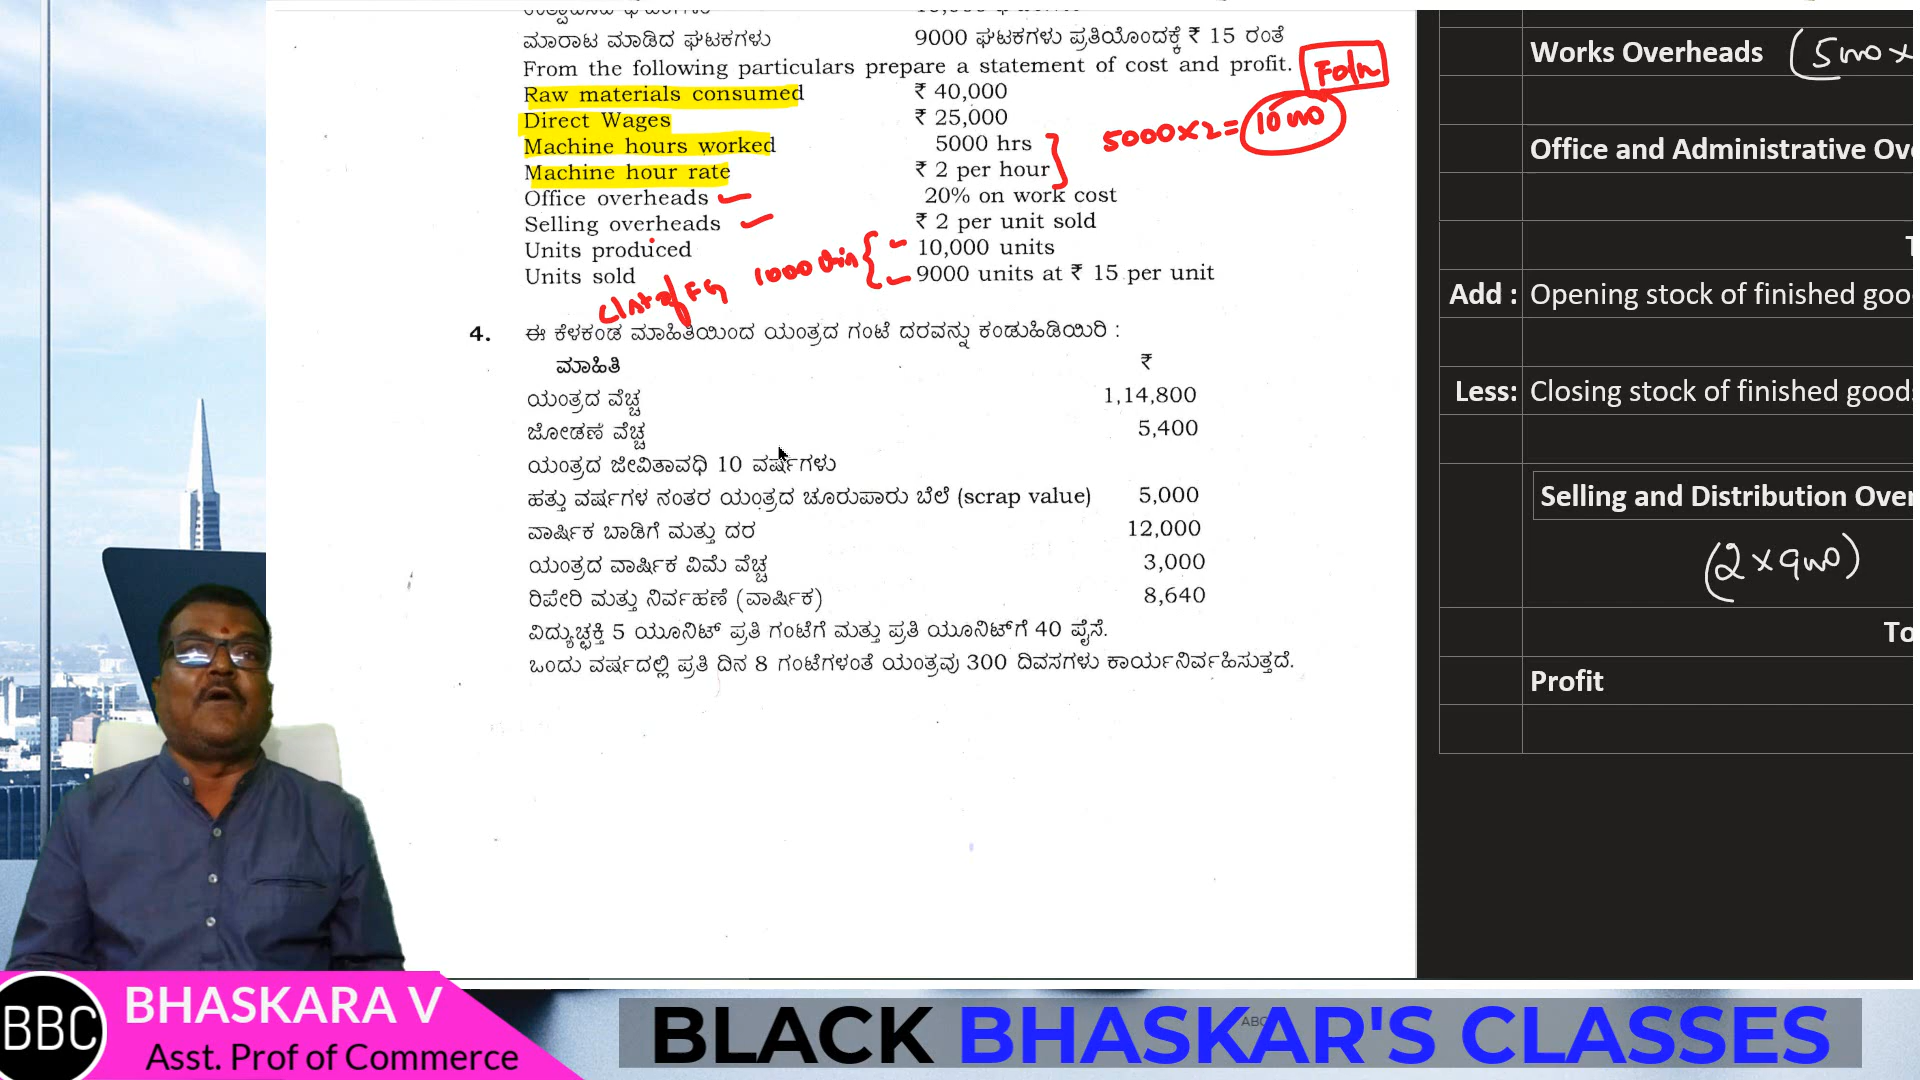 ಮಾರಾಟ ಮಾಡಿದ ಘಟಕಗಳು 9000 ಘಟಕಗಳು ಪ್ರತಿಯೊಂದಕ್ಕೆ ₹ 15 ರಂತೆ
From the following particulars prepare a statement of cost and profit.
Raw materials consumed ₹ 40,000
Direct Wages ₹ 25,000
Machine hours worked 5000 hrs
5000×2=
Machine hour rate ₹ 2 per hour
Office overheads 20% on work cost
Selling overheads ₹ 2 per unit sold
Units produced 10,000 units
Units sold 9000 units at ₹ 15 per unit
4. ಈ ಕೆಳಕಂಡ ಮಾಹಿತಿಯಿಂದ ಯಂತ್ರದ ಗಂಟೆ ದರವನ್ನು ಕಂಡುಹಿಡಿಯಿರಿ :
ಮಾಹಿತಿ ₹
ಯಂತ್ರದ ವೆಚ್ಚ 1,14,800
ಜೋಡಣೆ ವೆಚ್ಚ 5,400
ಯಂತ್ರದ ಜೀವಿತಾವಧಿ 10 ವರ್ಷಗಳು
ಹತ್ತು ವರ್ಷಗಳ ನಂತರ ಯಂತ್ರದ ಚೂರುಪಾರು ಬೆಲೆ (scrap value) 5,000
ವಾರ್ಷಿಕ ಬಾಡಿಗೆ ಮತ್ತು ದರ 12,000
ಯಂತ್ರದ ವಾರ್ಷಿಕ ವಿಮೆ ವೆಚ್ಚ 3,000
ರಿಪೇರಿ ಮತ್ತು ನಿರ್ವಹಣೆ (ವಾರ್ಷಿಕ) 8,640
ವಿದ್ಯುಚ್ಛಕ್ತಿ 5 ಯೂನಿಟ್ ಪ್ರತಿ ಗಂಟೆಗೆ ಮತ್ತು ಪ್ರತಿ ಯೂನಿಟ್‌ಗೆ 40 ಪೈಸೆ.
ಒಂದು ವರ್ಷದಲ್ಲಿ ಪ್ರತಿ ದಿನ 8 ಗಂಟೆಗಳಂತೆ ಯಂತ್ರವು 300 ದಿವಸಗಳು ಕಾರ್ಯನಿರ್ವಹಿಸುತ್ತದೆ.
Works Overheads
Office and Administrative
Add : Opening stock of finished
Less: Closing stock of finished
Selling and Distribution
Profit
BBC
BHASKARA V
Asst. Prof of Commerce
BLACK BHASKAR'S CLASSES